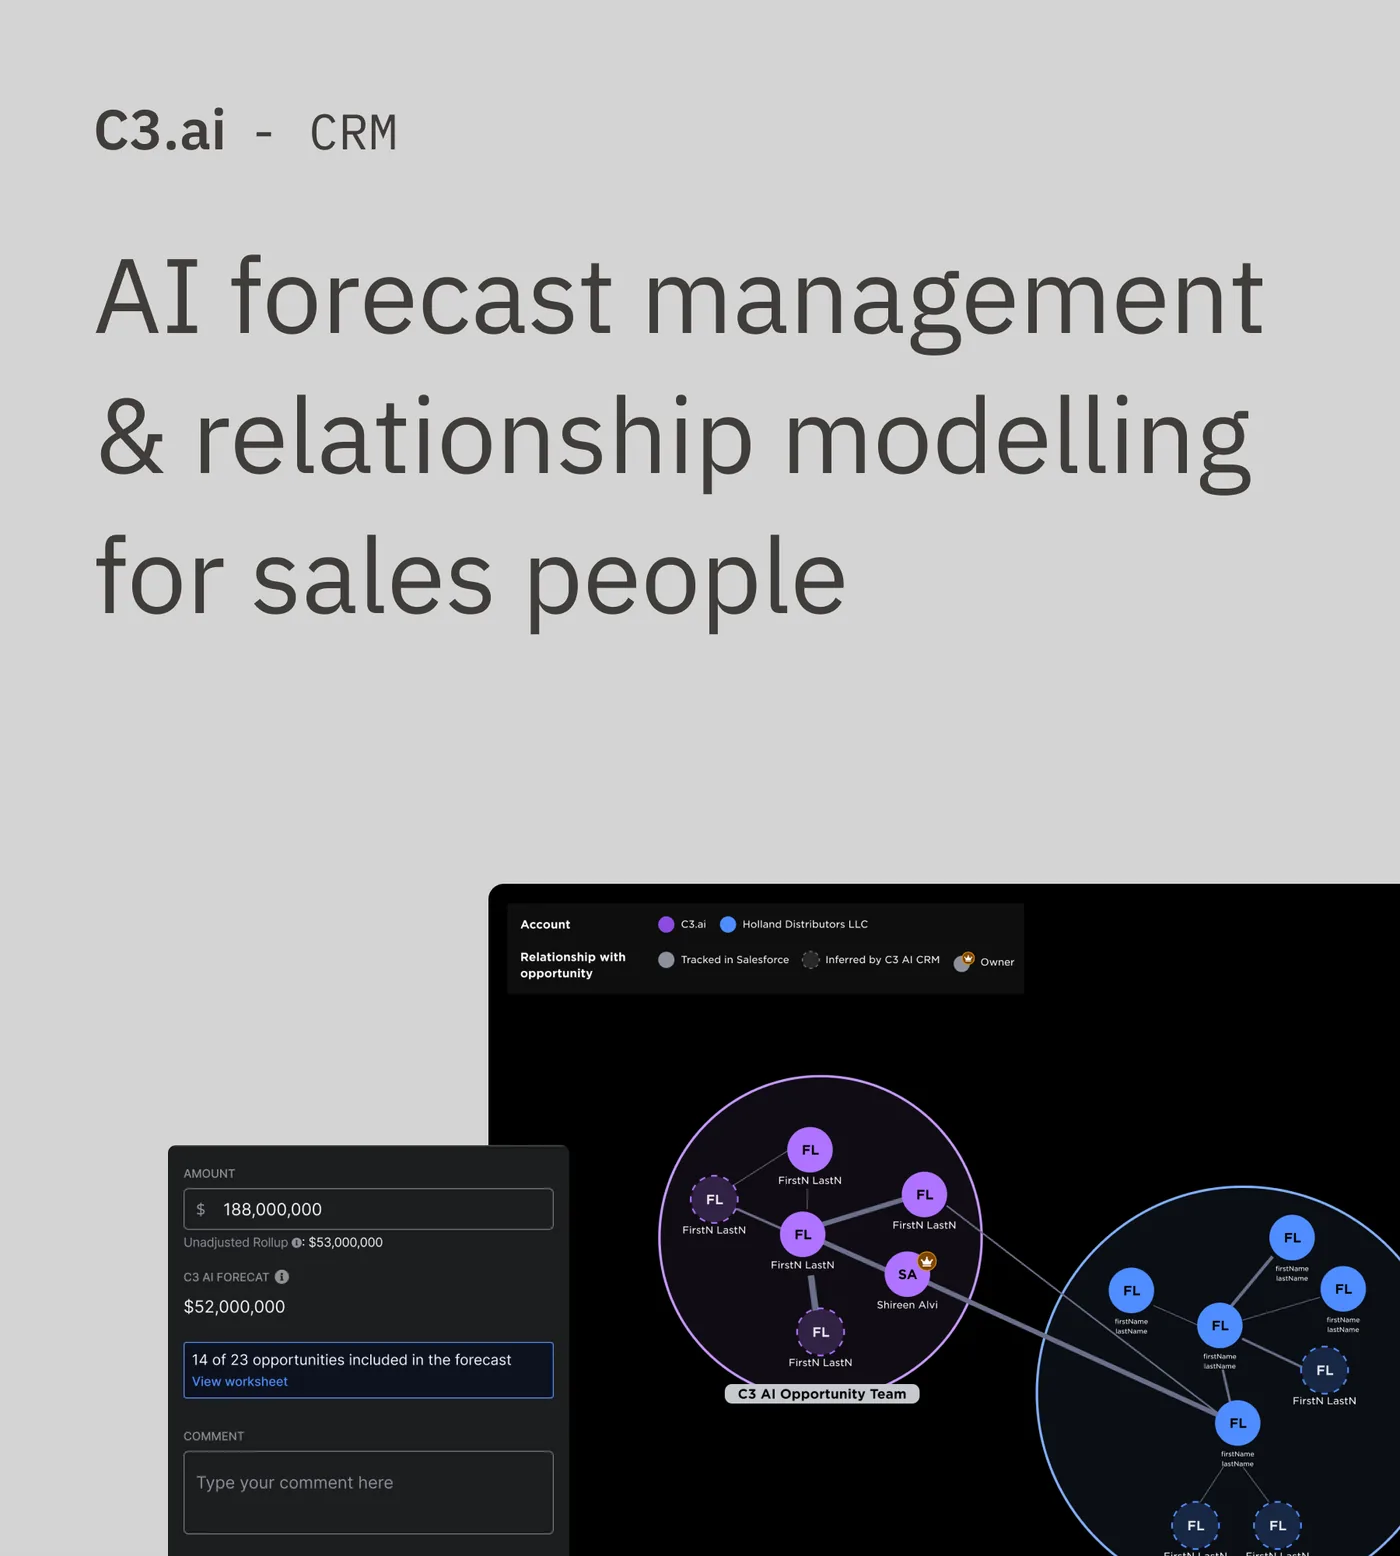 C3.ai - CRM
AI forecast management
& relationship modelling
for sales people
Account
C3.ai
Holland Distributors LLC
Relationship with
opportunity
Tracked in Salesforce
Inferred by C3 AI CRM
Owner
FL
FirstN LastN
FL
FirstN LastN
FL
FirstN LastN
FL
FirstN LastN
SA
Shireen Alvi
FL
FirstN LastN
C3 AI Opportunity Team
FL
firstName
lastName
FL
firstName
lastName
FL
firstName
lastName
FL
firstName
lastName
FL
FirstN LastN
FL
firstName
lastName
FL
FirstN LastN
FL
FirstN LastN
AMOUNT
$ 188,000,000
Unadjusted Rollup : $53,000,000
C3 AI FORECAT
$52,000,000
14 of 23 opportunities included in the forecast
View worksheet
COMMENT
Type your comment here